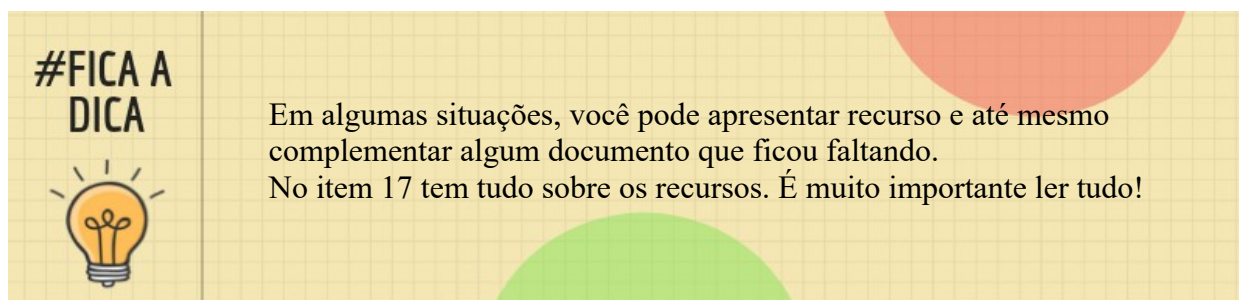 #FICA A
DICA
Em algumas situações, você pode apresentar recurso e até mesmo
complementar algum documento que ficou faltando.
No item 17 tem tudo sobre os recursos. É muito importante ler tudo!